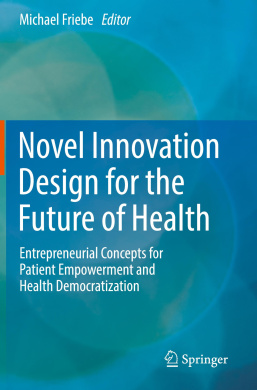 Michael Friebe Editor
Novel Innovation
Design for the
Future of Health
Entrepreneurial Concepts for
Patient Empowerment and
Health Democratization
Springer